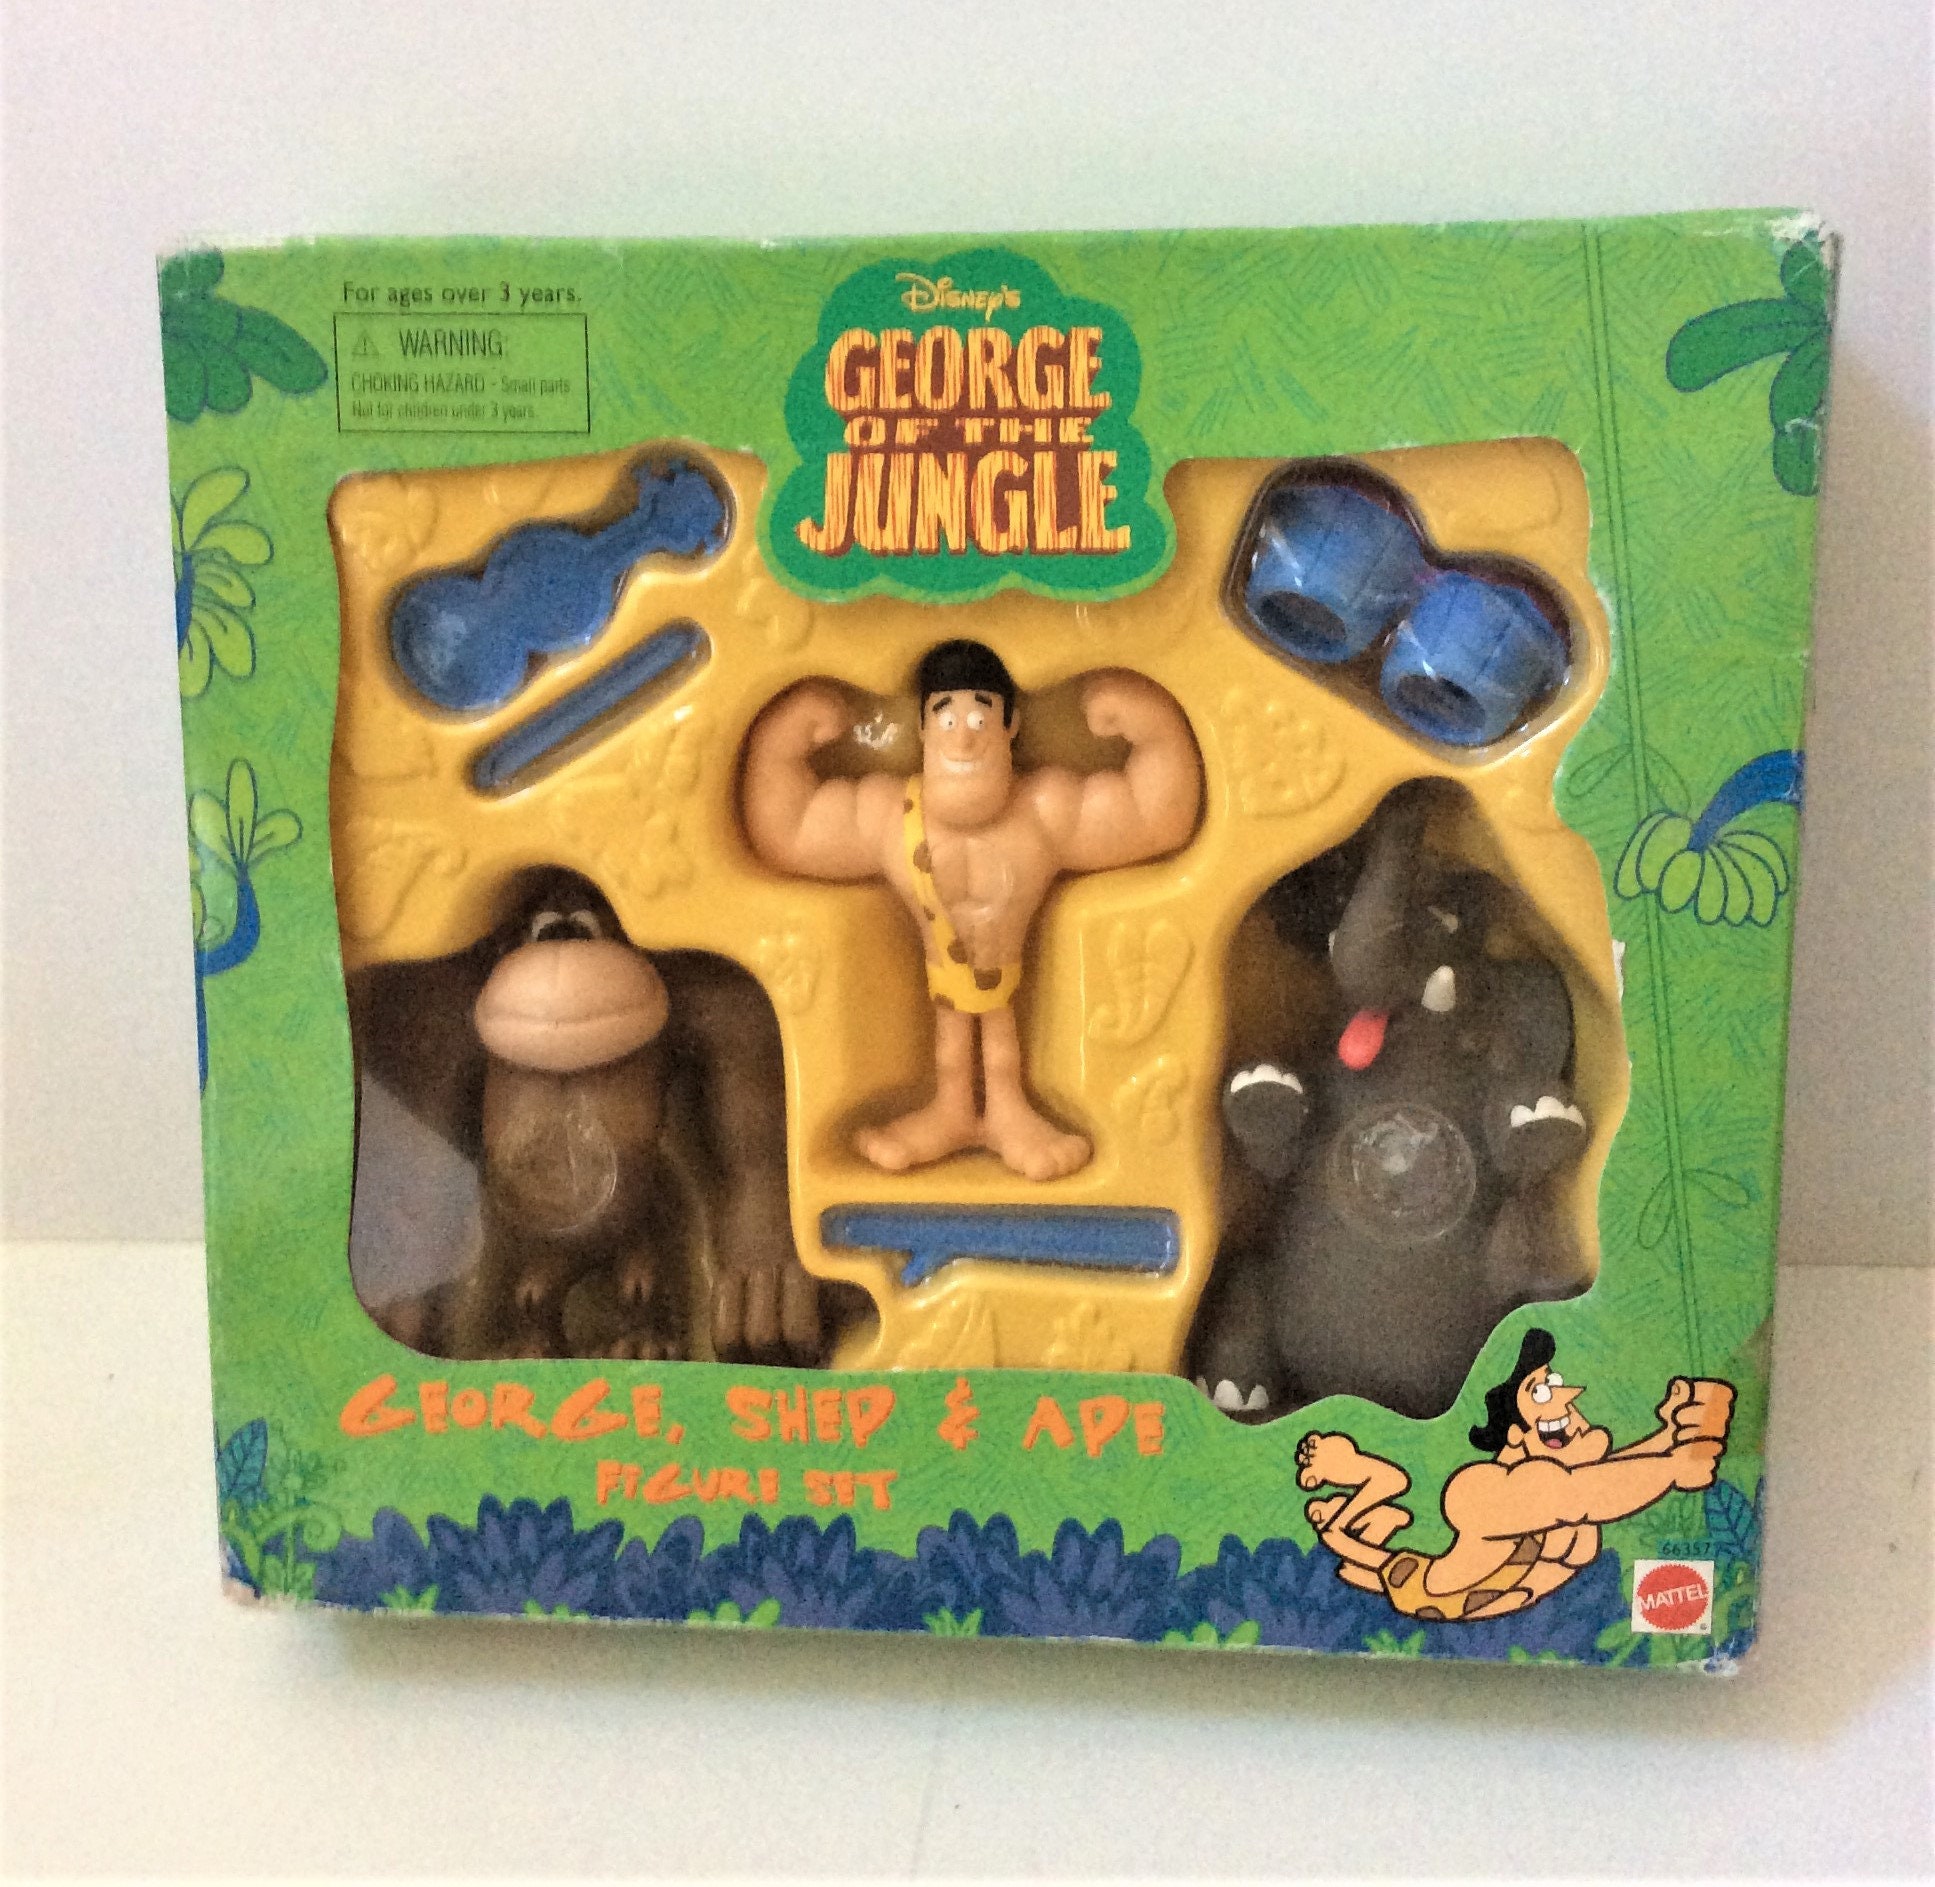 For ages over 3 years.
WARNING:
CHOKING HAZARD - Small parts
Not for children under 3 years.
Disney's
GEORGE
OF THE
JUNGLE
GEORGE, SHEP & APE
FIGURE SET
66357
MATTEL